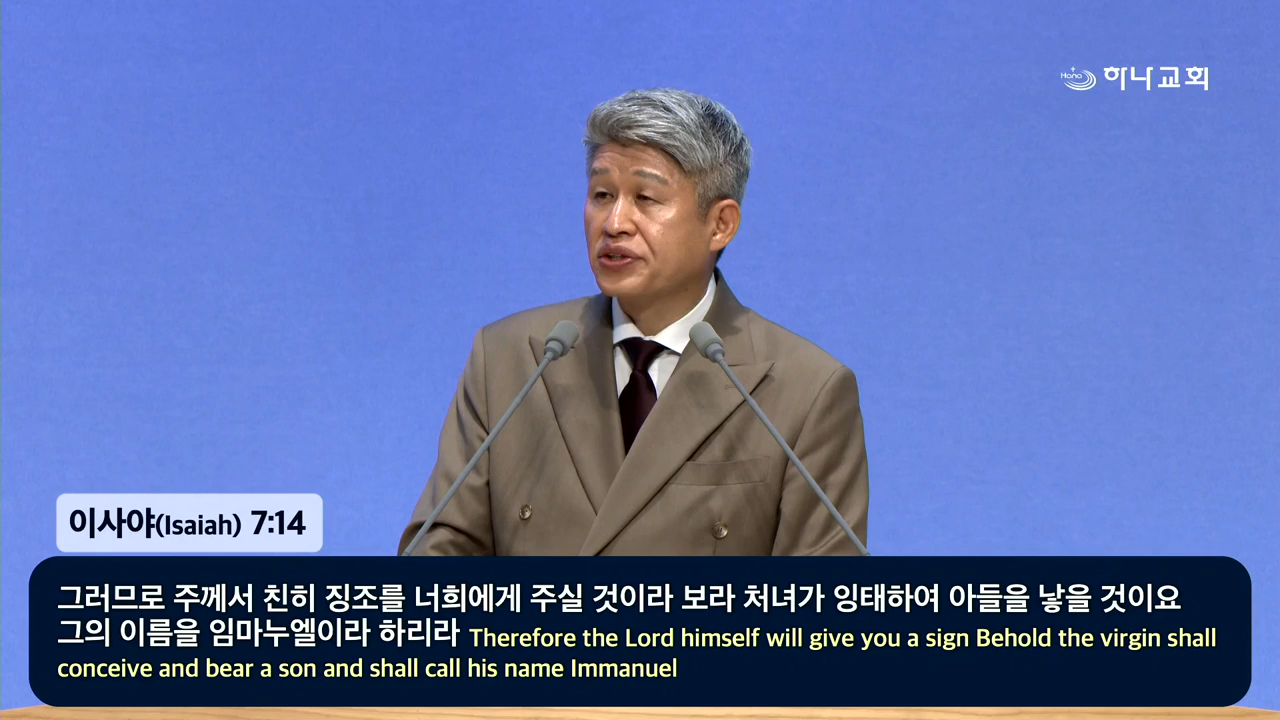 Hana 하나교회
이사야(Isaiah) 7:14
그러므로 주께서 친히 징조를 너희에게 주실 것이라 보라 처녀가 잉태하여 아들을 낳을 것이요
그의 이름을 임마누엘이라 하리라 Therefore the Lord himself will give you a sign Behold the virgin shall
conceive and bear a son and shall call his name Immanuel